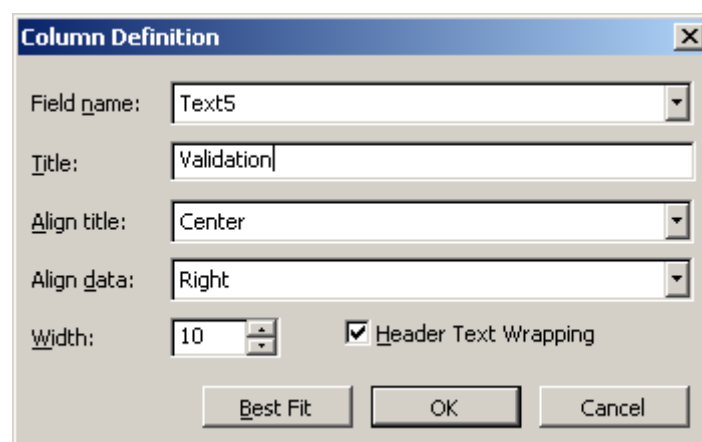 Column Definition
Field name: Text5
Title: Validation
Align title: Center
Align data: Right
Width: 10 Header Text Wrapping
Best Fit OK Cancel